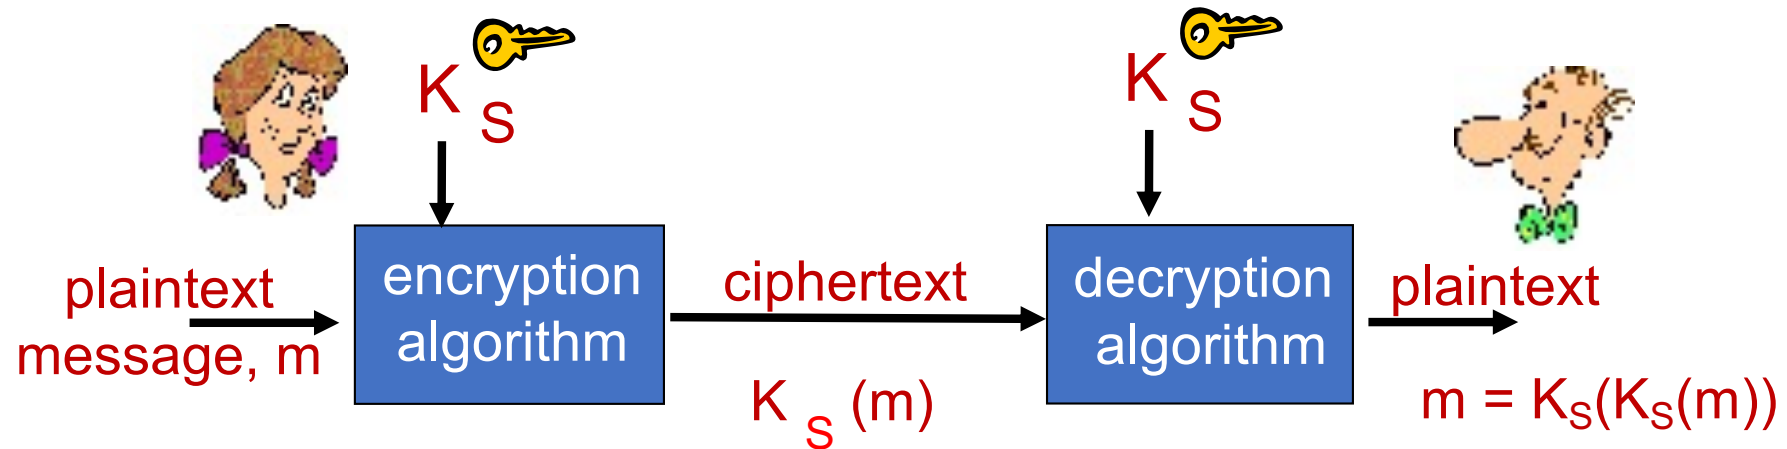 K S
K S
plaintext
message, m
encryption
algorithm
ciphertext
K S (m)
decryption
algorithm
plaintext
m = KS(KS(m))